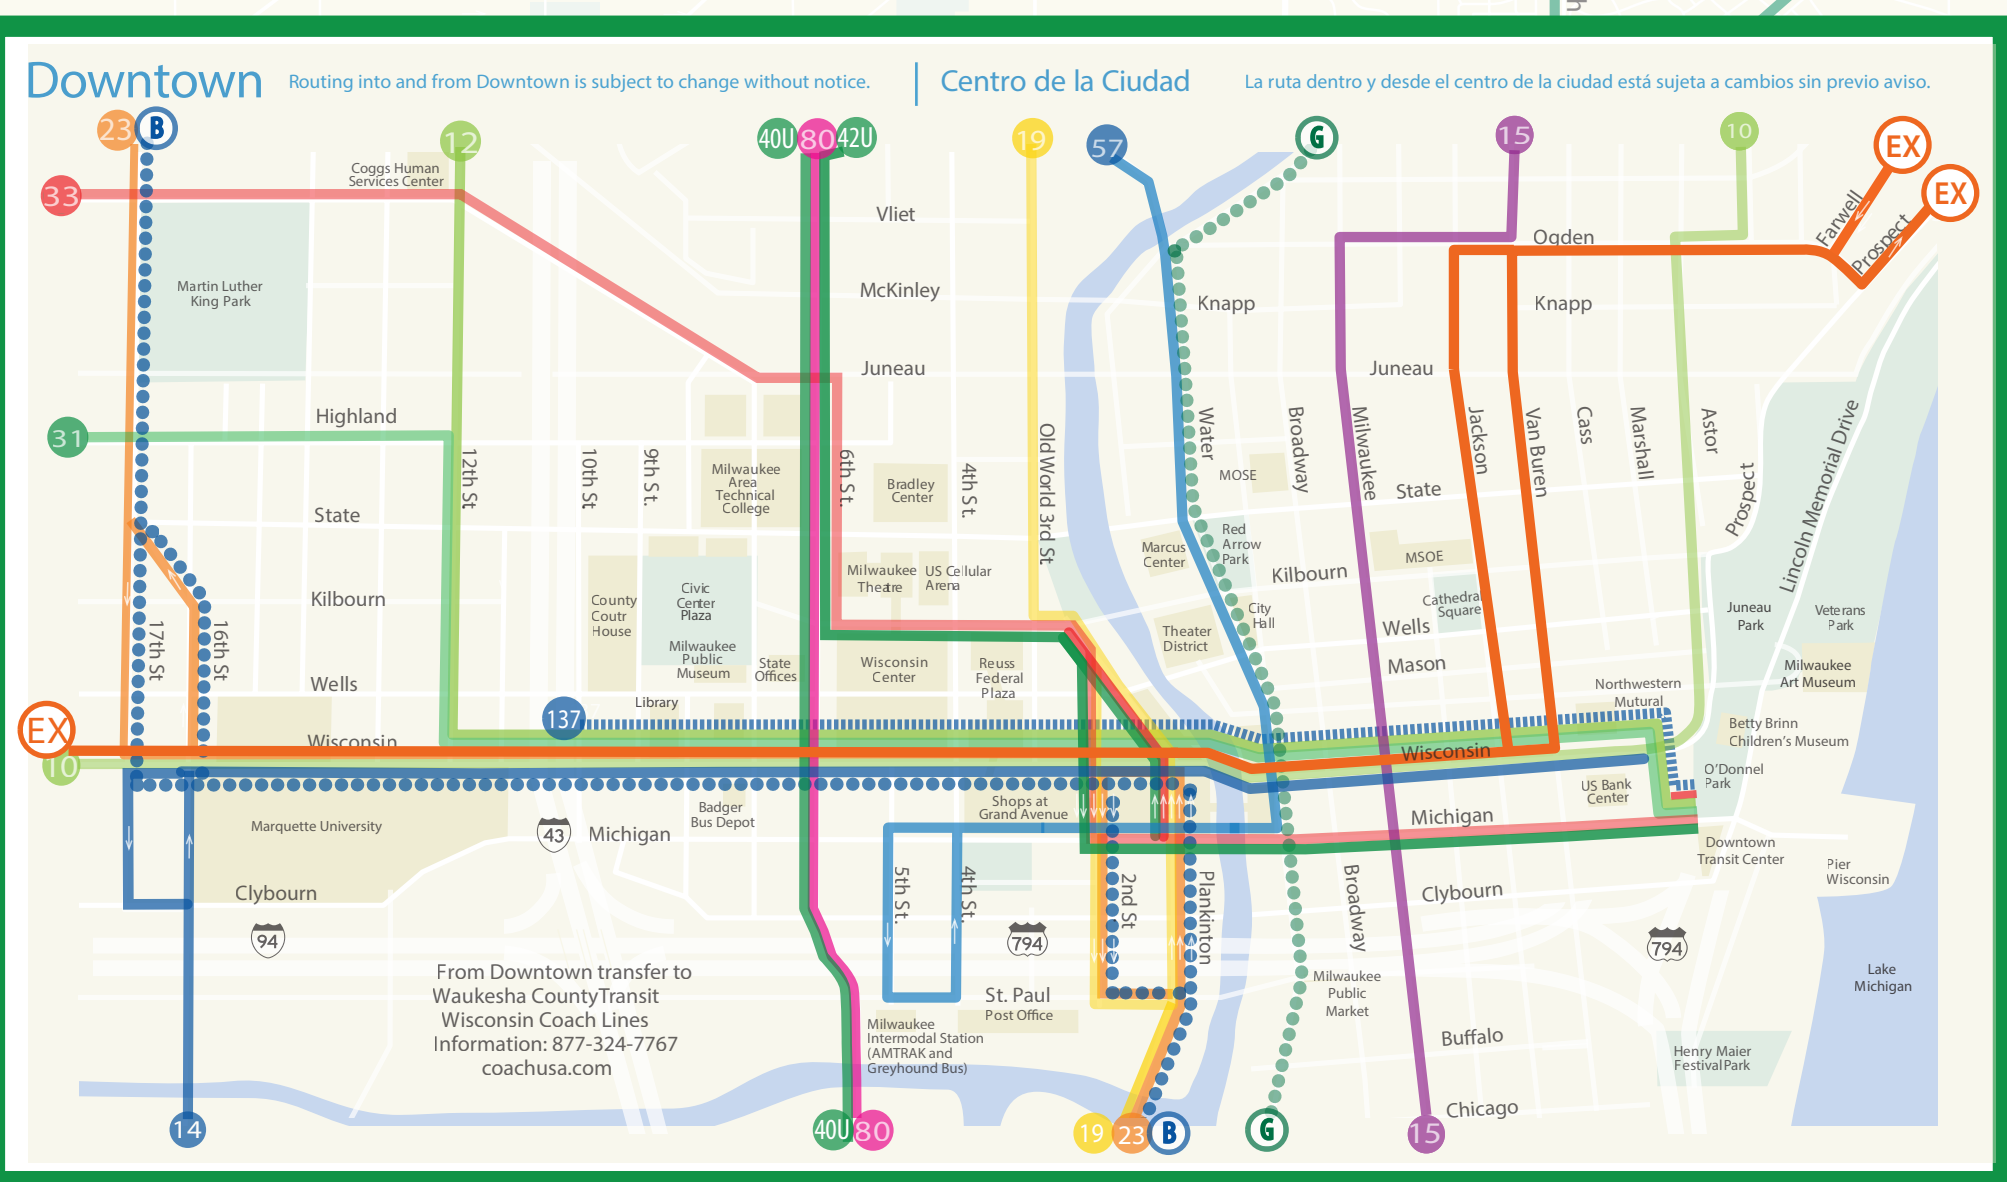 h
Downtown
Routing into and from Downtown is subject to change without notice.
Centro de la Ciudad
La ruta dentro y desde el centro de la ciudad está sujeta a cambios sin previo aviso.
23
B
12
40U
80
42U
19
57
G
15
10
EX
EX
33
Coggs Human
Services Center
Vliet
Farwell
Prospect
Ogden
Martin Luther
King Park
McKinley
Knapp
Knapp
Juneau
Juneau
31
Highland
12th St
10th St
9th St.
6th St.
4th St.
Old World 3rd St
Water
Broadway
Milwaukee
Jackson
Van Buren
Cass
Marshall
Astor
Prospect
Lincoln Memorial Drive
Milwaukee
Area
Technical
College
Bradley
Center
MOSE
State
State
Marcus
Center
Red
Arrow
Park
MSOE
Kilbourn
Kilbourn
Milwaukee
Theatre
US Cellular
Arena
County
Coutr
House
Civic
Center
Plaza
Cathedral
Square
City
Hall
Juneau
Park
Veterans
Park
17th St
16th St
Milwaukee
Public
Museum
State
Offices
Wisconsin
Center
Reuss
Federal
Plaza
Theater
District
Wells
Wells
Mason
Milwaukee
Art Museum
Library
Northwestern
Mutural
137
EX
10
Wisconsin
Wisconsin
Betty Brinn
Children's Museum
O'Donnel
Park
US Bank
Center
Shops at
Grand Avenue
Badger
Bus Depot
Marquette University
43
Michigan
Michigan
Downtown
Transit Center
Pier
Wisconsin
Clybourn
Clybourn
5th St.
4th St.
2nd St
Plankinton
Broadway
94
794
794
From Downtown transfer to
Waukesha CountyTransit
Wisconsin Coach Lines
Information: 877-324-7767
coachusa.com
St. Paul
Post Office
Milwaukee
Intermodal Station
(AMTRAK and
Greyhound Bus)
Milwaukee
Public
Market
Lake
Michigan
Buffalo
Henry Maier
FestivalPark
Chicago
14
40U
80
19
23
B
G
15